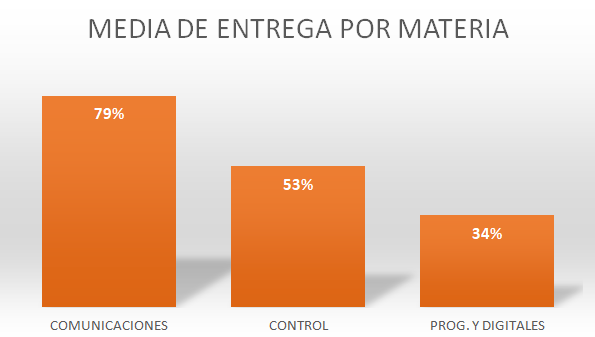 MEDIA DE ENTREGA POR MATERIA
79%
53%
34%
COMUNICACIONES
CONTROL
PROG. Y DIGITALES